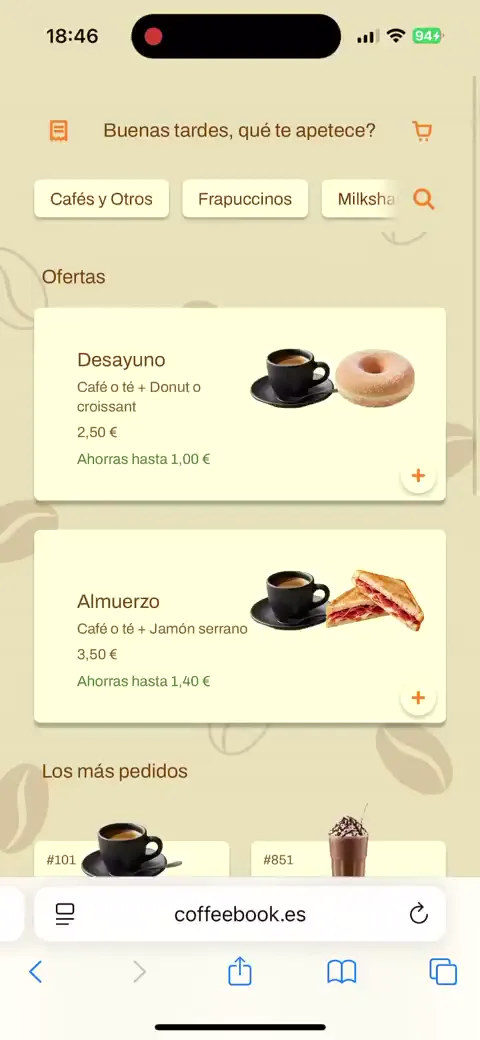 18:46
94
Buenas tardes, qué te apetece?
Cafés y Otros
Frapuccinos
Milksha
Ofertas
Desayuno
Café o té + Donut o
croissant
2,50 €
Ahorras hasta 1,00 €
+
Almuerzo
Café o té + Jamón serrano
3,50 €
Ahorras hasta 1,40 €
+
Los más pedidos
#101
#851
coffeebook.es